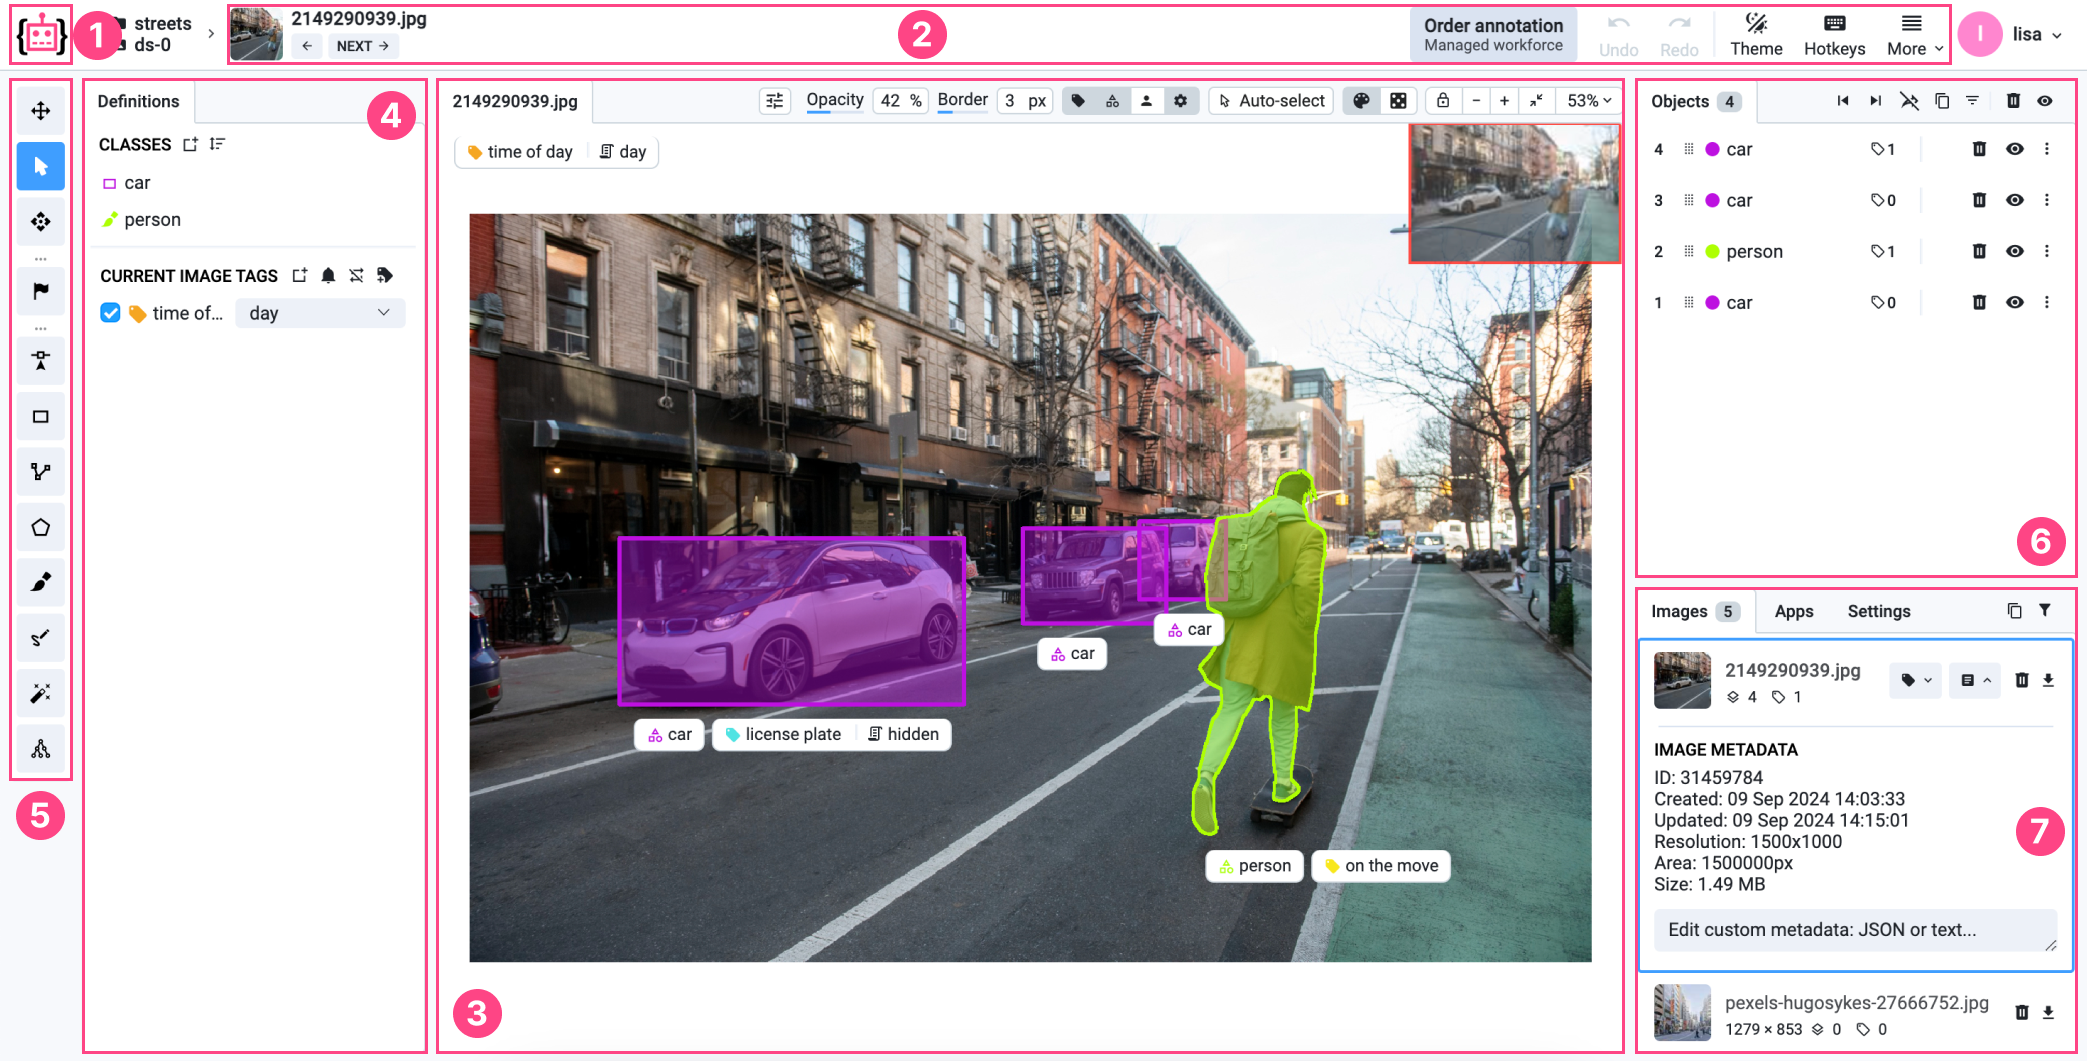 1
streets
ds-0
2149290939.jpg
NEXT
2
Order annotation
Managed workforce
Undo
Redo
Theme
Hotkeys
More
l
lisa
Definitions
4
CLASSES
car
person
CURRENT IMAGE TAGS
time of...
day
5
2149290939.jpg
Opacity
42 %
Border
3 px
Auto-select
53%
time of day
day
car
license plate
hidden
car
car
person
on the move
3
Objects 4
4 car 1
3 car 0
2 person 1
1 car 0
6
Images 5
Apps
Settings
2149290939.jpg
4 1
IMAGE METADATA
ID: 31459784
Created: 09 Sep 2024 14:03:33
Updated: 09 Sep 2024 14:15:01
Resolution: 1500x1000
Area: 1500000px
Size: 1.49 MB
7
Edit custom metadata: JSON or text...
pexels-hugosykes-27666752.jpg
1279 × 853 0 0